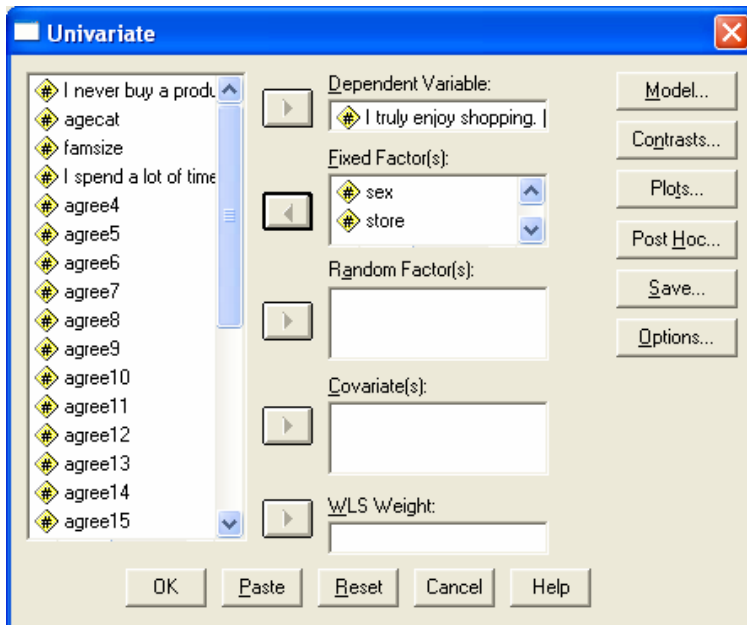 Univariate
I never buy a produ
agecat
famsize
I spend a lot of time
agree4
agree5
agree6
agree7
agree8
agree9
agree10
agree11
agree12
agree13
agree14
agree15
Dependent Variable:
I truly enjoy shopping. [
Fixed Factor(s):
sex
store
Random Factor(s):
Covariate(s):
WLS Weight:
Model...
Contrasts...
Plots...
Post Hoc...
Save...
Options...
OK
Paste
Reset
Cancel
Help